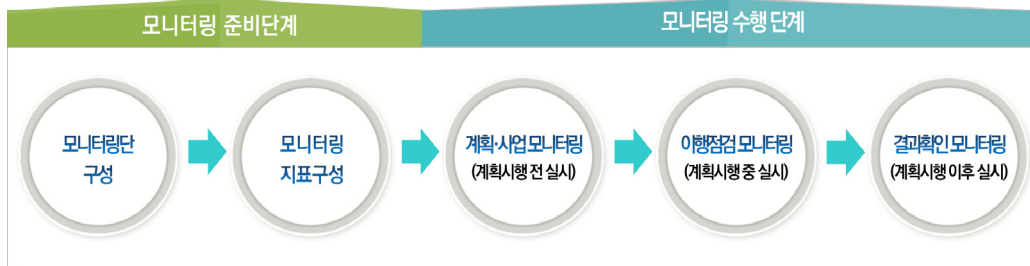 모니터링 준비단계
모니터링 수행 단계
모니터링단
구성
모니터링
지표구성
계획·사업 모니터링
(계획시행 전 실시)
이행점검 모니터링
(계획시행 중 실시)
결과확인 모니터링
(계획시행 이후 실시)